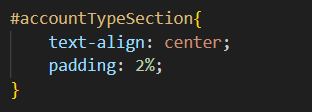 #accountTypeSection{
    text-align: center;
    padding: 2%;
}